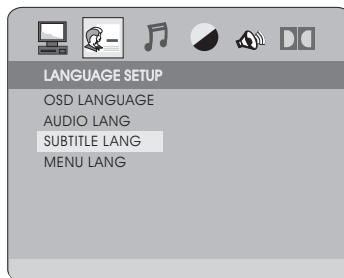 LANGUAGE SETUP
OSD LANGUAGE
AUDIO LANG
SUBTITLE LANG
MENU LANG